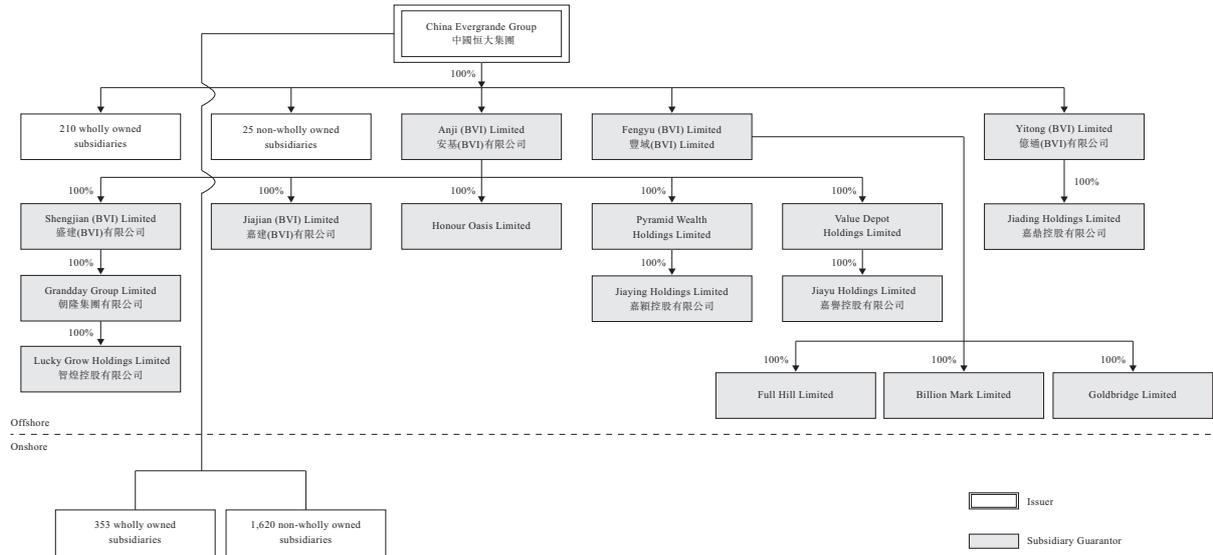 China Evergrande Group
中國恒大集團
100%
210 wholly owned
subsidiaries
25 non-wholly owned
subsidiaries
Anji (BVI) Limited
安基(BVI)有限公司
Fengyu (BVI) Limited
豐域(BVI) Limited
Yitong (BVI) Limited
億通(BVI)有限公司
100%
100%
100%
100%
100%
100%
Shengjian (BVI) Limited
盛建(BVI)有限公司
Jiajian (BVI) Limited
嘉建(BVI)有限公司
Honour Oasis Limited
Pyramid Wealth
Holdings Limited
Value Depot
Holdings Limited
Jiading Holdings Limited
嘉鼎控股有限公司
100%
100%
100%
Grandday Group Limited
朝隆集團有限公司
Jiaying Holdings Limited
嘉穎控股有限公司
Jiayu Holdings Limited
嘉譽控股有限公司
100%
Lucky Grow Holdings Limited
智煌控股有限公司
100%
100%
100%
Full Hill Limited
Billion Mark Limited
Goldbridge Limited
Offshore
Onshore
353 wholly owned
subsidiaries
1,620 non-wholly owned
subsidiaries
Issuer
Subsidiary Guarantor